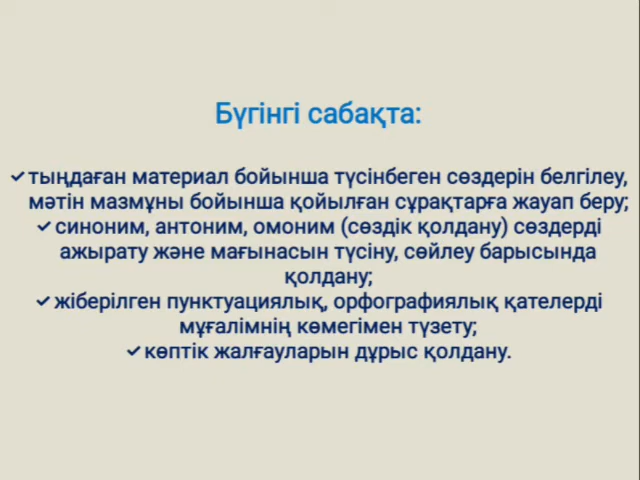 Бүгінгі сабақта:
✓тыңдаған материал бойынша түсінбеген сөздерін белгілеу,
мәтін мазмұны бойынша қойылған сұрақтарға жауап беру;
✓синоним, антоним, омоним (сөздік қолдану) сөздерді
ажырату және мағынасын түсіну, сөйлеу барысында
қолдану;
✓жіберілген пунктуациялық, орфографиялық қателерді
мұғалімнің көмегімен түзету;
✓көптік жалғауларын дұрыс қолдану.